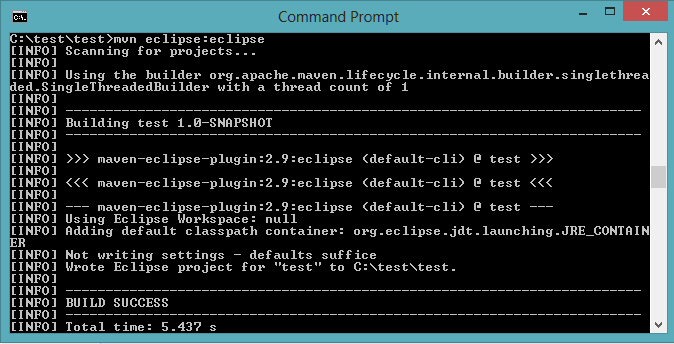 Command Prompt
C:\test\test>mvn eclipse:eclipse
[INFO] Scanning for projects...
[INFO]
[INFO] Using the builder org.apache.maven.lifecycle.internal.builder.singlethrea
ded.SingleThreadedBuilder with a thread count of 1
[INFO]
[INFO] ------------------------------------------------------------------------
[INFO] Building test 1.0-SNAPSHOT
[INFO] ------------------------------------------------------------------------
[INFO]
[INFO] >>> maven-eclipse-plugin:2.9:eclipse (default-cli) @ test >>>
[INFO]
[INFO] <<< maven-eclipse-plugin:2.9:eclipse (default-cli) @ test <<<
[INFO]
[INFO] --- maven-eclipse-plugin:2.9:eclipse (default-cli) @ test ---
[INFO] Using Eclipse Workspace: null
[INFO] Adding default classpath container: org.eclipse.jdt.launching.JRE_CONTAIN
ER
[INFO] Not writing settings - defaults suffice
[INFO] Wrote Eclipse project for "test" to C:\test\test.
[INFO]
[INFO] ------------------------------------------------------------------------
[INFO] BUILD SUCCESS
[INFO] ------------------------------------------------------------------------
[INFO] Total time: 5.437 s